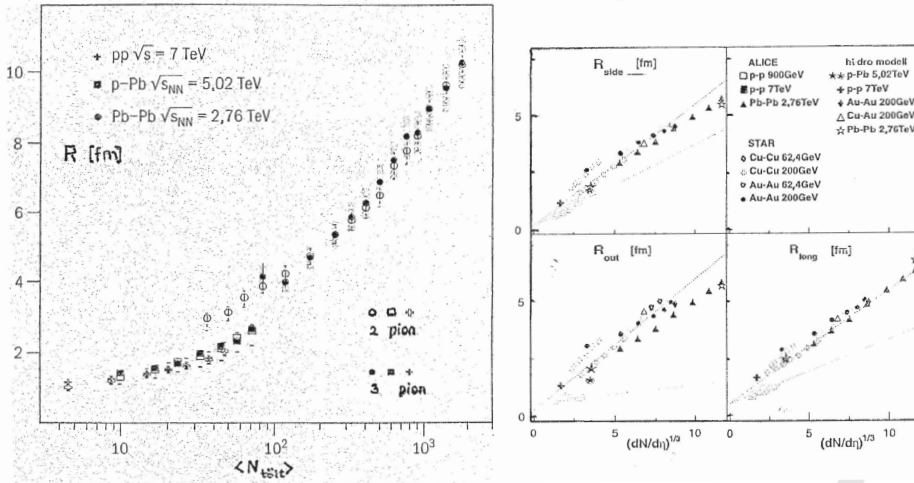 pp √s = 7 TeV
p–Pb √sNN = 5,02 TeV
Pb–Pb √sNN = 2,76 TeV
R [fm]
10
8
6
4
2
2 pion
3 pion
10
10²
10³
<Ntölt>
Rside [fm]
5
0
ALICE
p-p 900GeV
p-p 7TeV
Pb-Pb 2,76TeV
STAR
Cu-Cu 62,4GeV
Cu-Cu 200GeV
Au-Au 62,4GeV
Au-Au 200GeV
hidro modell
p-Pb 5,02TeV
p-p 7TeV
Au-Au 200GeV
Cu-Au 200GeV
Pb-Pb 2,76TeV
Rout [fm]
5
0
0 5 10
(dN/dη)1/3
Rlong [fm]
0 5 10
(dN/dη)1/3